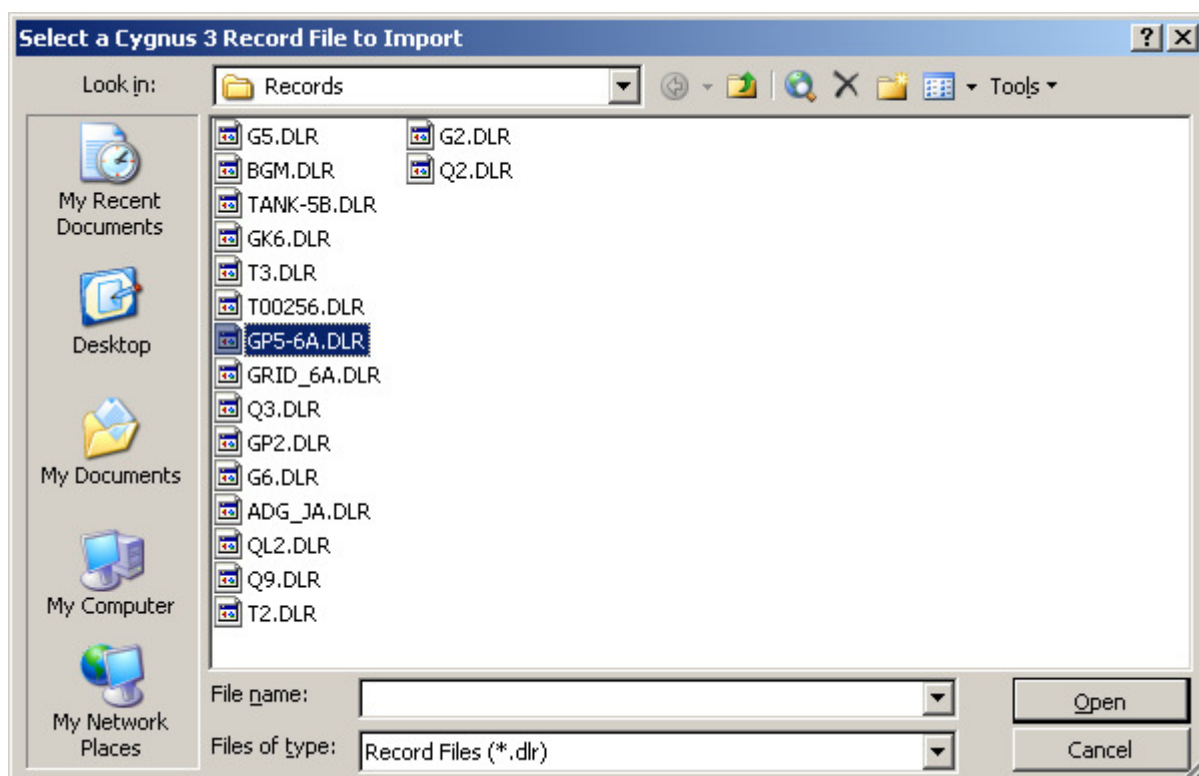 Select a Cygnus 3 Record File to Import
Look in:
Records
Tools
My Recent
Documents
Desktop
My Documents
My Computer
My Network
Places
G5.DLR
BGM.DLR
TANK-5B.DLR
GK6.DLR
T3.DLR
T00256.DLR
GP5-6A.DLR
GRID_6A.DLR
Q3.DLR
GP2.DLR
G6.DLR
ADG_JA.DLR
QL2.DLR
Q9.DLR
T2.DLR
G2.DLR
Q2.DLR
File name:
Open
Files of type:
Record Files (*.dlr)
Cancel